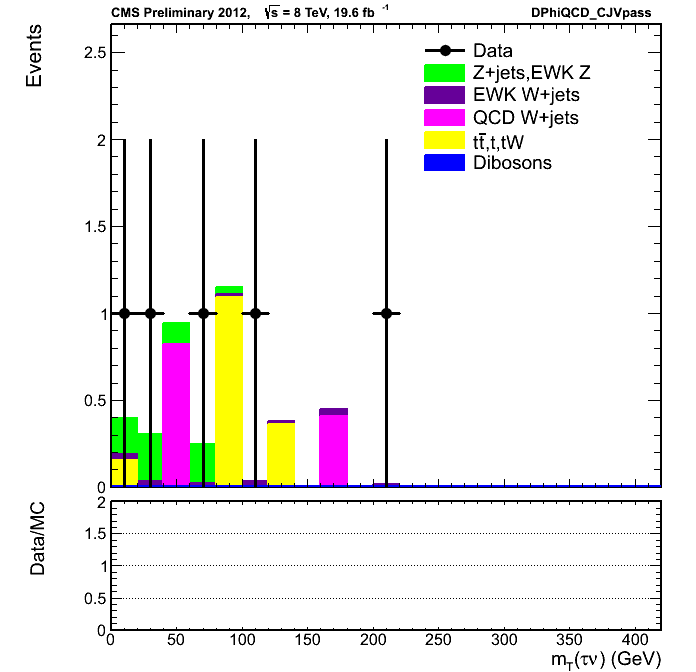 CMS Preliminary 2012, √s = 8 TeV, 19.6 fb⁻¹ DPhiQCD_CJVpass
Events
2.5
2
1.5
1
0.5
0
Data
Z+jets,EWK Z
EWK W+jets
QCD W+jets
tt̄,t,tW
Dibosons
Data/MC
2
1.5
1
0.5
0
0 50 100 150 200 250 300 350 400
m_T(τν) (GeV)